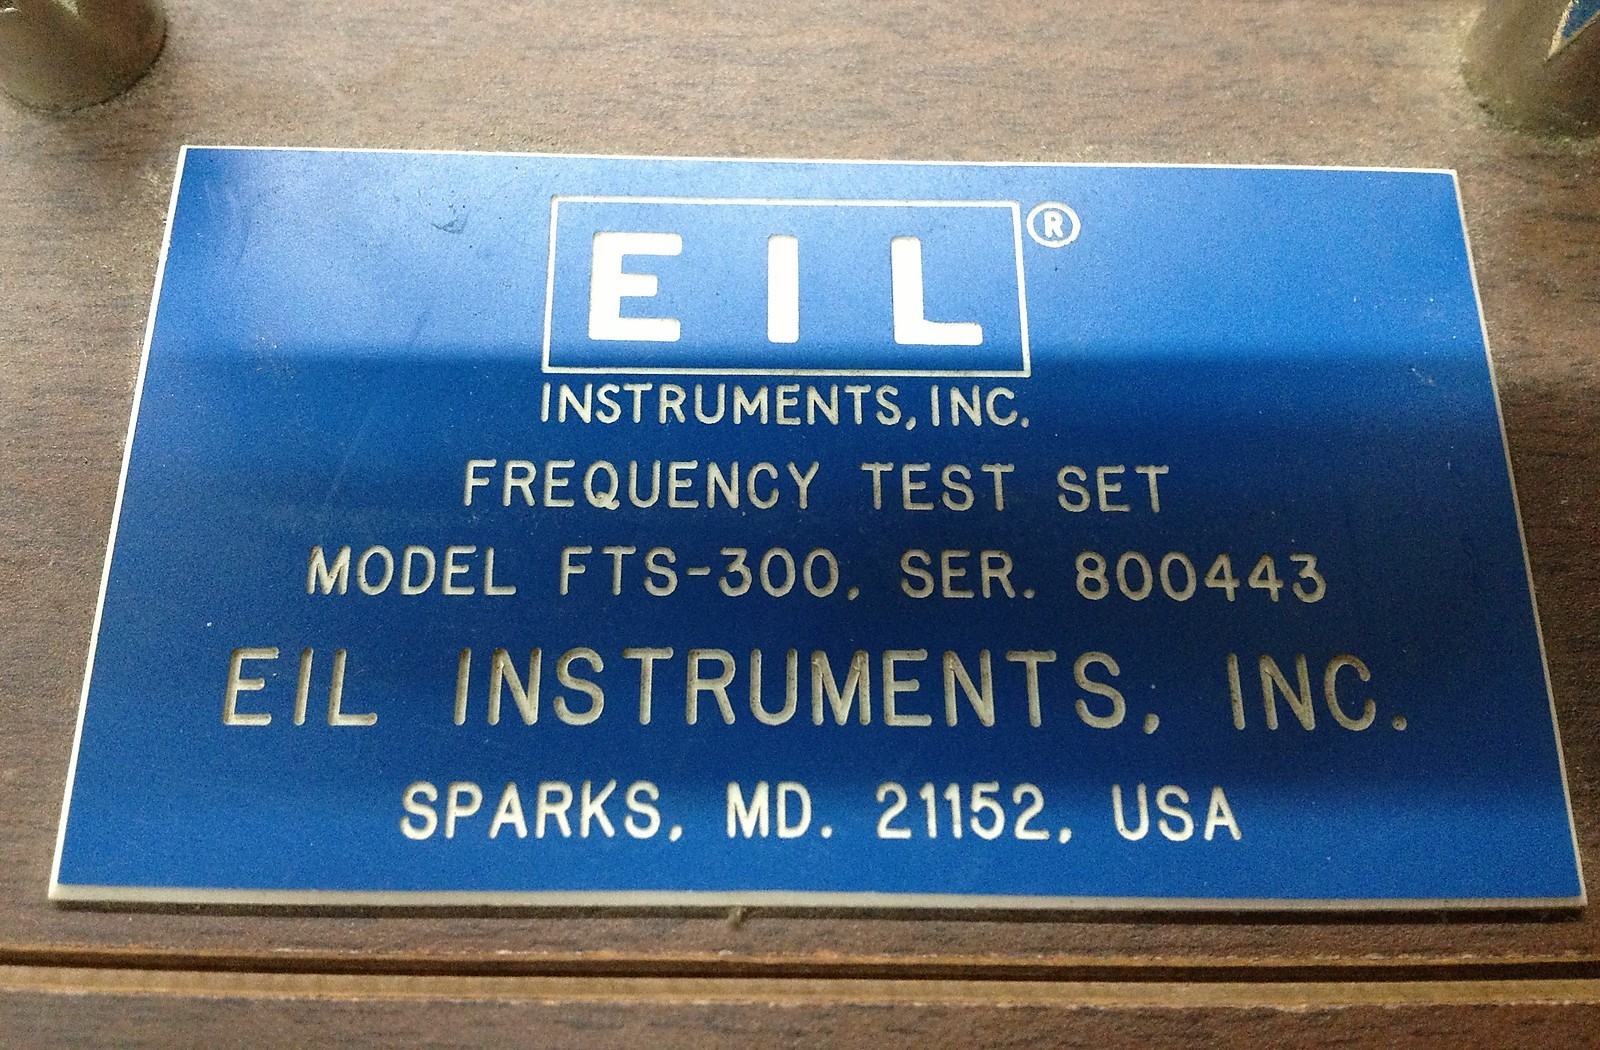 EIL®
INSTRUMENTS, INC.
FREQUENCY TEST SET
MODEL FTS-300, SER. 800443
EIL INSTRUMENTS, INC.
SPARKS, MD. 21152, USA